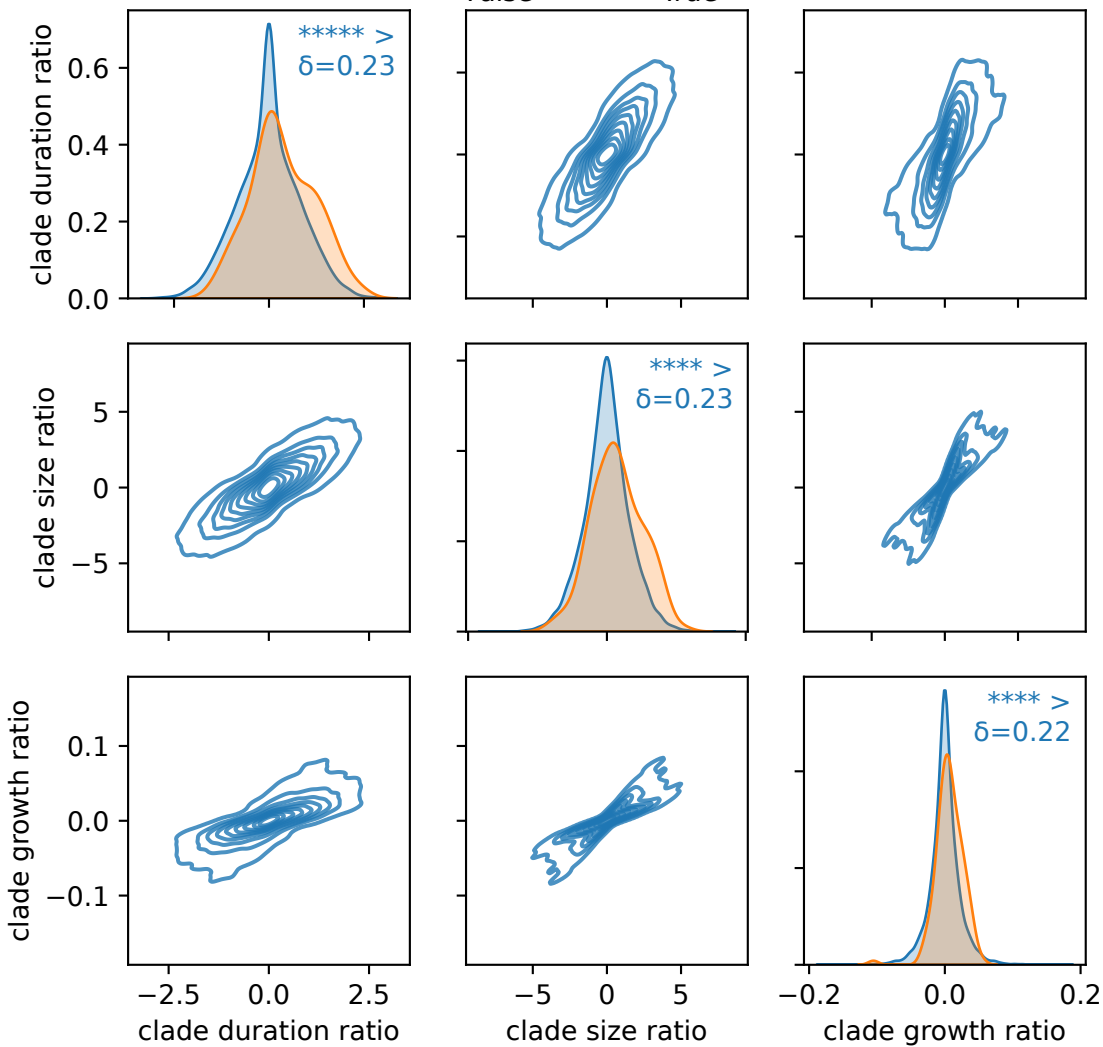 clade duration ratio
0.6
0.4
0.2
0.0
***** >
δ=0.23
clade size ratio
5
0
−5
**** >
δ=0.23
clade growth ratio
0.1
0.0
−0.1
**** >
δ=0.22
−2.5 0.0 2.5
−5 0 5
−0.2 0.0 0.2
clade duration ratio
clade size ratio
clade growth ratio